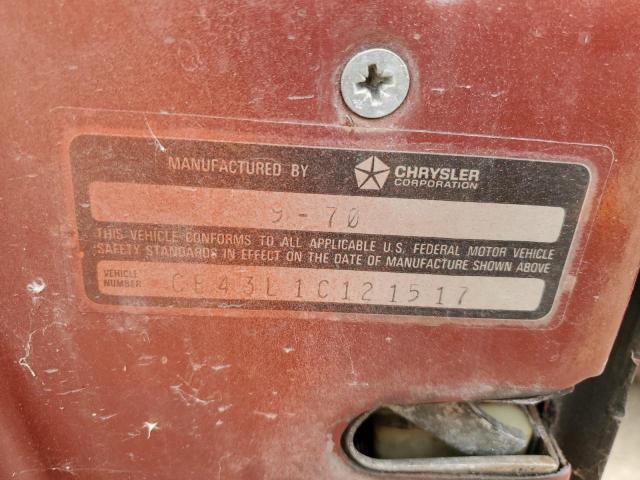 MANUFACTURED BY CHRYSLER CORPORATION
9-70
THIS VEHICLE CONFORMS TO ALL APPLICABLE U.S. FEDERAL MOTOR VEHICLE
SAFETY STANDARDS IN EFFECT ON THE DATE OF MANUFACTURE SHOWN ABOVE
VEHICLE NUMBER CE43L1C121517